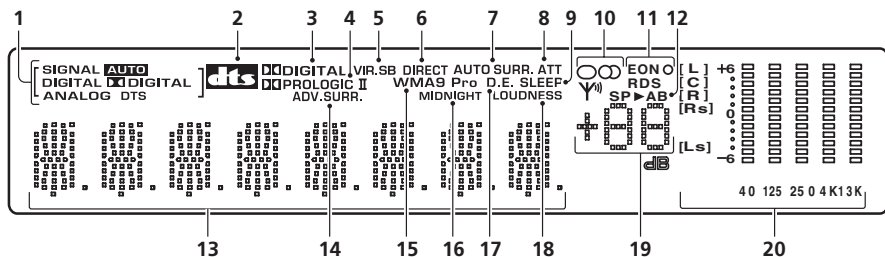 1 2 3 4 5 6 7 8 9 10 11 12
SIGNAL AUTO
DIGITAL DIGITAL
ANALOG DTS
dts
DIGITAL VIR.SB DIRECT AUTO SURR. ATT
PROLOGIC II WMA9 Pro D.E. SLEEP
ADV.SURR. MIDNIGHT LOUDNESS
EON
RDS
SP►AB
dB
[L] +6
[C]
[R] 0
[Rs]
[Ls] –6
40 125 250 4K 13K
13 14 15 16 17 18 19 20